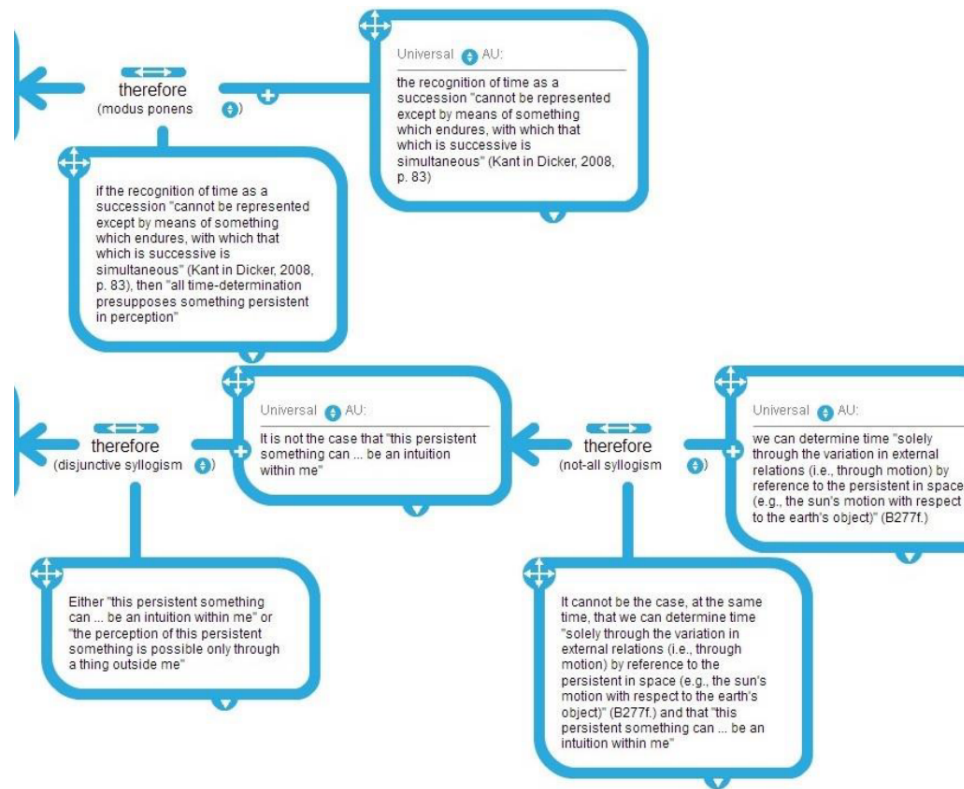 Universal AU:
the recognition of time as a
succession "cannot be represented
except by means of something
which endures, with which that
which is successive is
simultaneous" (Kant in Dicker, 2008,
p. 83)
therefore
(modus ponens )
if the recognition of time as a
succession "cannot be represented
except by means of something
which endures, with which that
which is successive is
simultaneous" (Kant in Dicker, 2008,
p. 83), then "all time-determination
presupposes something persistent
in perception"
therefore
(disjunctive syllogism )
Universal AU:
It is not the case that "this persistent
something can ... be an intuition
within me"
therefore
(not-all syllogism )
Universal AU:
we can determine time "solely
through the variation in external
relations (i.e., through motion) by
reference to the persistent in space
(e.g., the sun's motion with respect
to the earth's object)" (B277f.)
Either "this persistent something
can ... be an intuition within me" or
"the perception of this persistent
something is possible only through
a thing outside me"
It cannot be the case, at the same
time, that we can determine time
"solely through the variation in
external relations (i.e., through
motion) by reference to the
persistent in space (e.g., the sun's
motion with respect to the earth's
object)" (B277f.) and that "this
persistent something can ... be an
intuition within me"